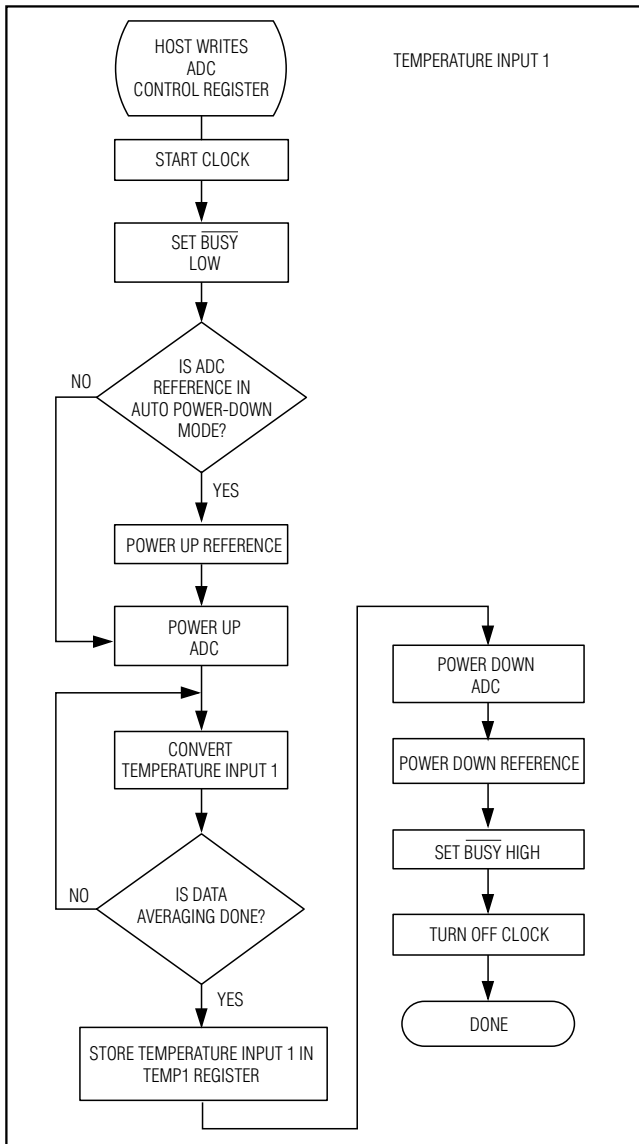 HOST WRITES
ADC
CONTROL REGISTER
TEMPERATURE INPUT 1
START CLOCK
SET B̅U̅S̅Y̅
LOW
IS ADC
REFERENCE IN
AUTO POWER-DOWN
MODE?
NO
YES
POWER UP REFERENCE
POWER UP
ADC
CONVERT
TEMPERATURE INPUT 1
IS DATA
AVERAGING DONE?
NO
YES
STORE TEMPERATURE INPUT 1 IN
TEMP1 REGISTER
POWER DOWN
ADC
POWER DOWN REFERENCE
SET B̅U̅S̅Y̅ HIGH
TURN OFF CLOCK
DONE